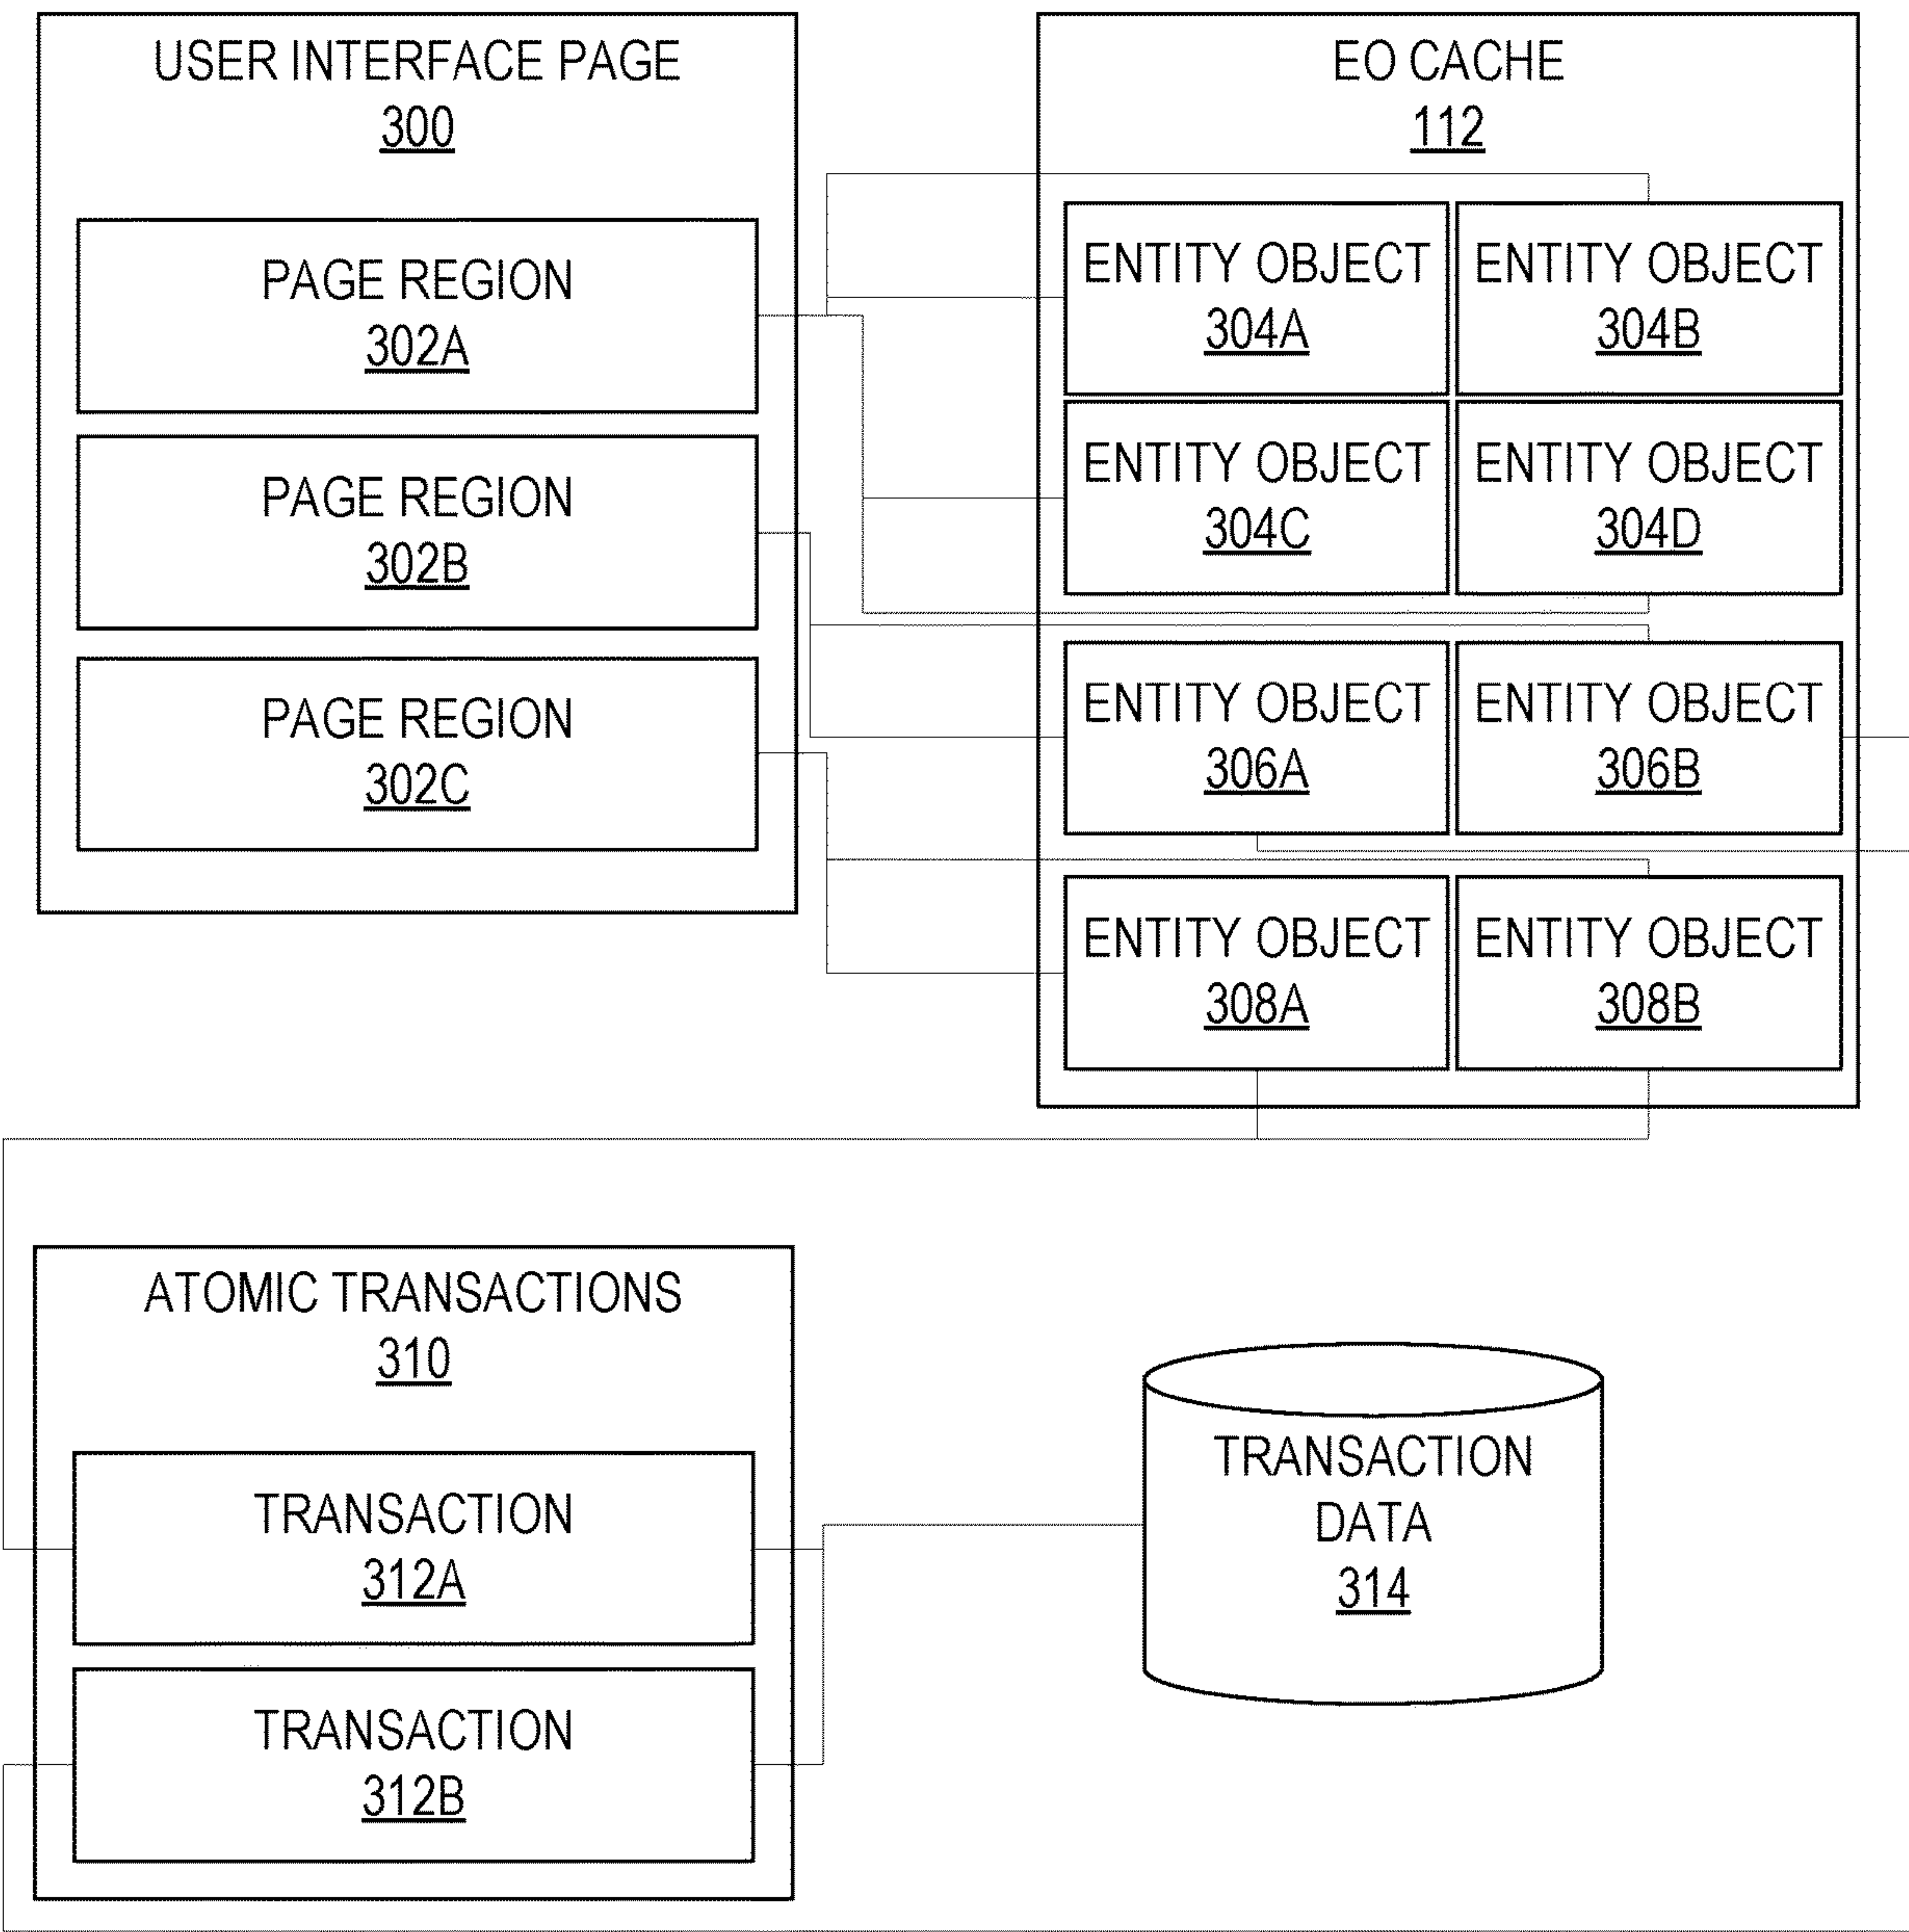 USER INTERFACE PAGE
300
PAGE REGION
302A
PAGE REGION
302B
PAGE REGION
302C
EO CACHE
112
ENTITY OBJECT
304A
ENTITY OBJECT
304B
ENTITY OBJECT
304C
ENTITY OBJECT
304D
ENTITY OBJECT
306A
ENTITY OBJECT
306B
ENTITY OBJECT
308A
ENTITY OBJECT
308B
ATOMIC TRANSACTIONS
310
TRANSACTION
312A
TRANSACTION
312B
TRANSACTION
DATA
314